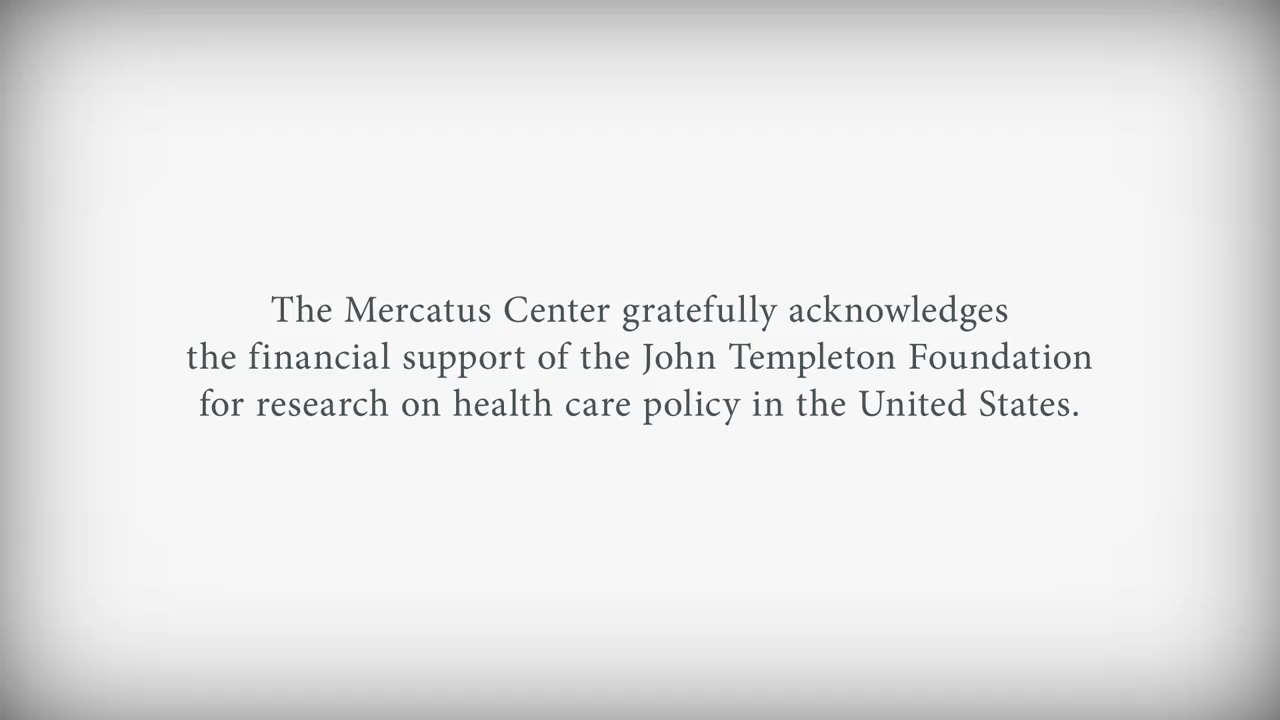 The Mercatus Center gratefully acknowledges
the financial support of the John Templeton Foundation
for research on health care policy in the United States.